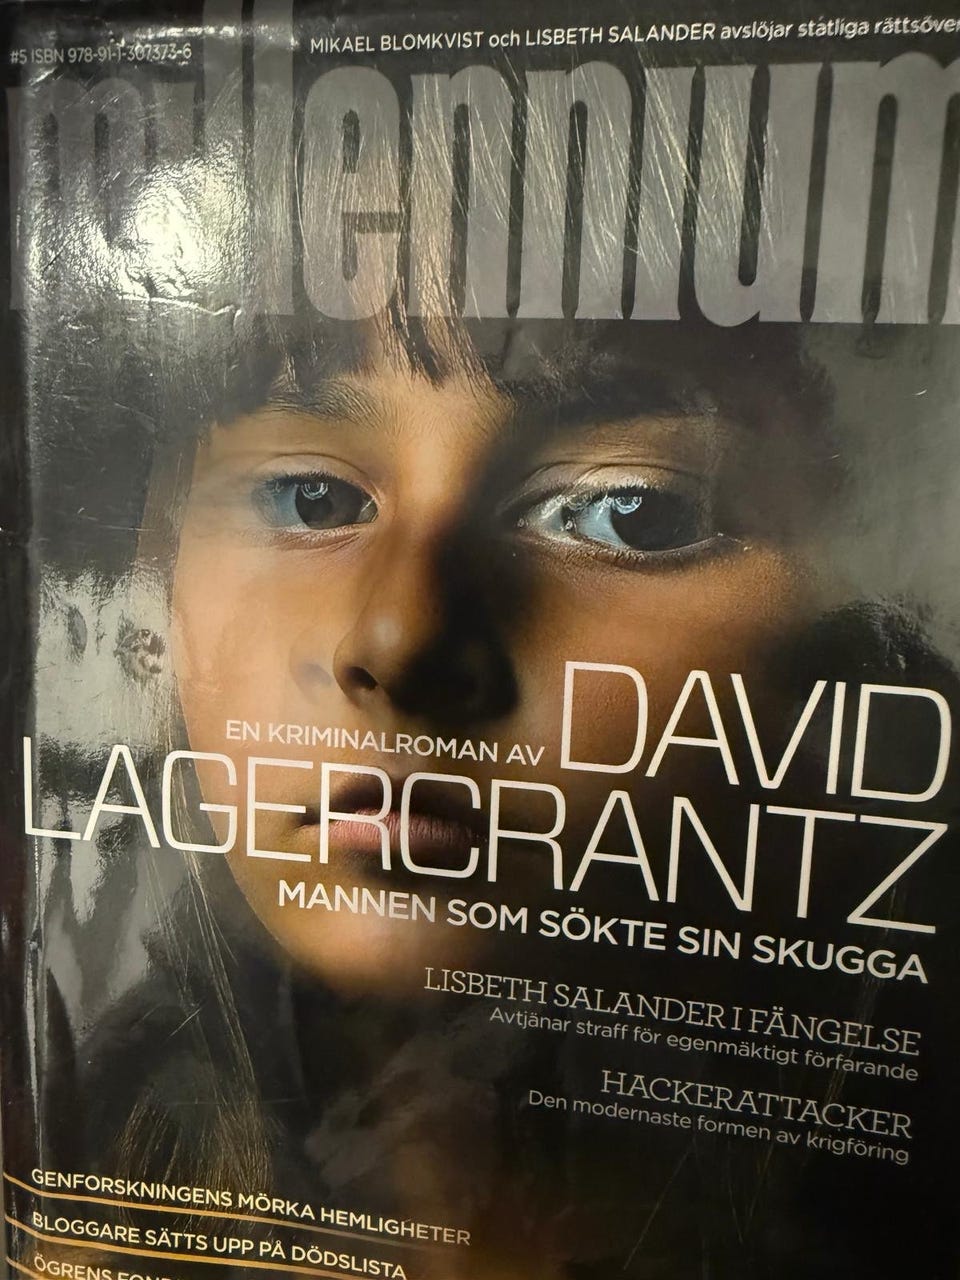 #5 ISBN 978-91-1-307373-6
MIKAEL BLOMKVIST och LISBETH SALANDER avslöjar statliga
millennium
EN KRIMINALROMAN AV DAVID
LAGERCRANTZ
MANNEN SOM SÖKTE SIN SKUGGA
LISBETH SALANDER I FÄNGELSE
Avtjänar straff för egenmäktigt förfarande
HACKERATTACKER
Den modernaste formen av krigföring
GENFORSKNINGENS MÖRKA HEMLIGHETER
BLOGGARE SÄTTS UPP PÅ DÖDSLISTA
ÖGRENS